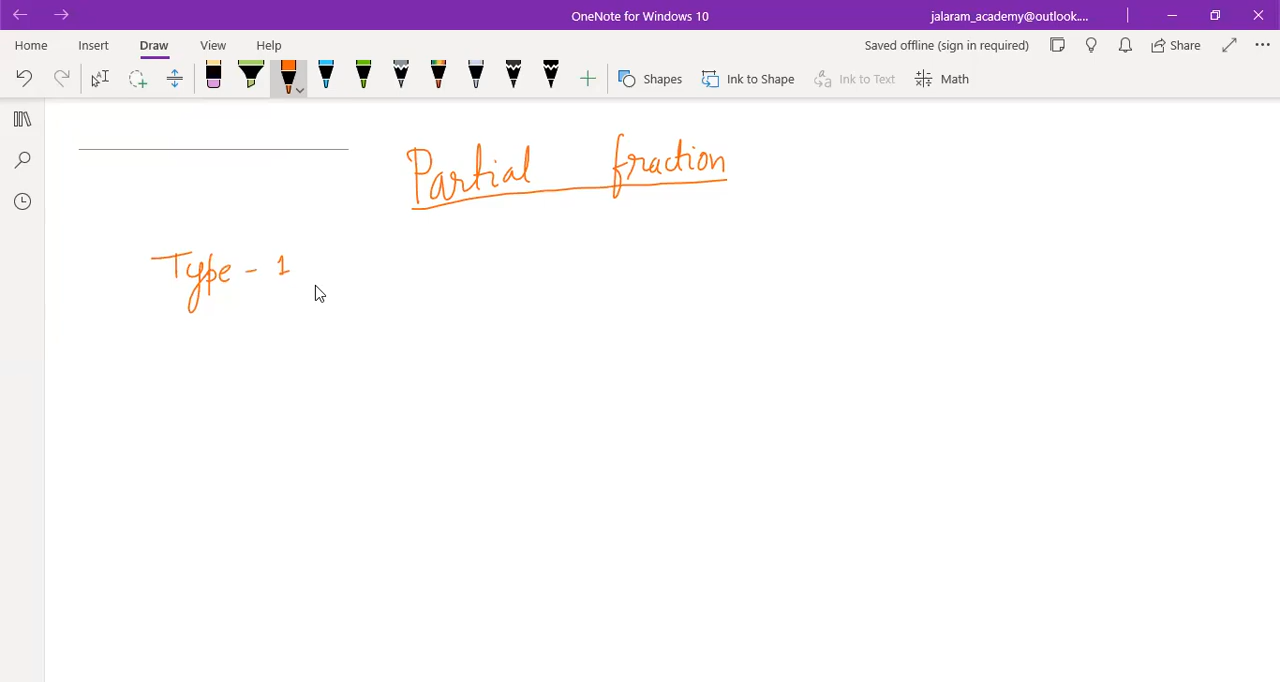 OneNote for Windows 10
jalaram_academy@outlook....
Home Insert Draw View Help
Saved offline (sign in required) Share
Shapes Ink to Shape Ink to Text Math
Partial fraction
Type - 1